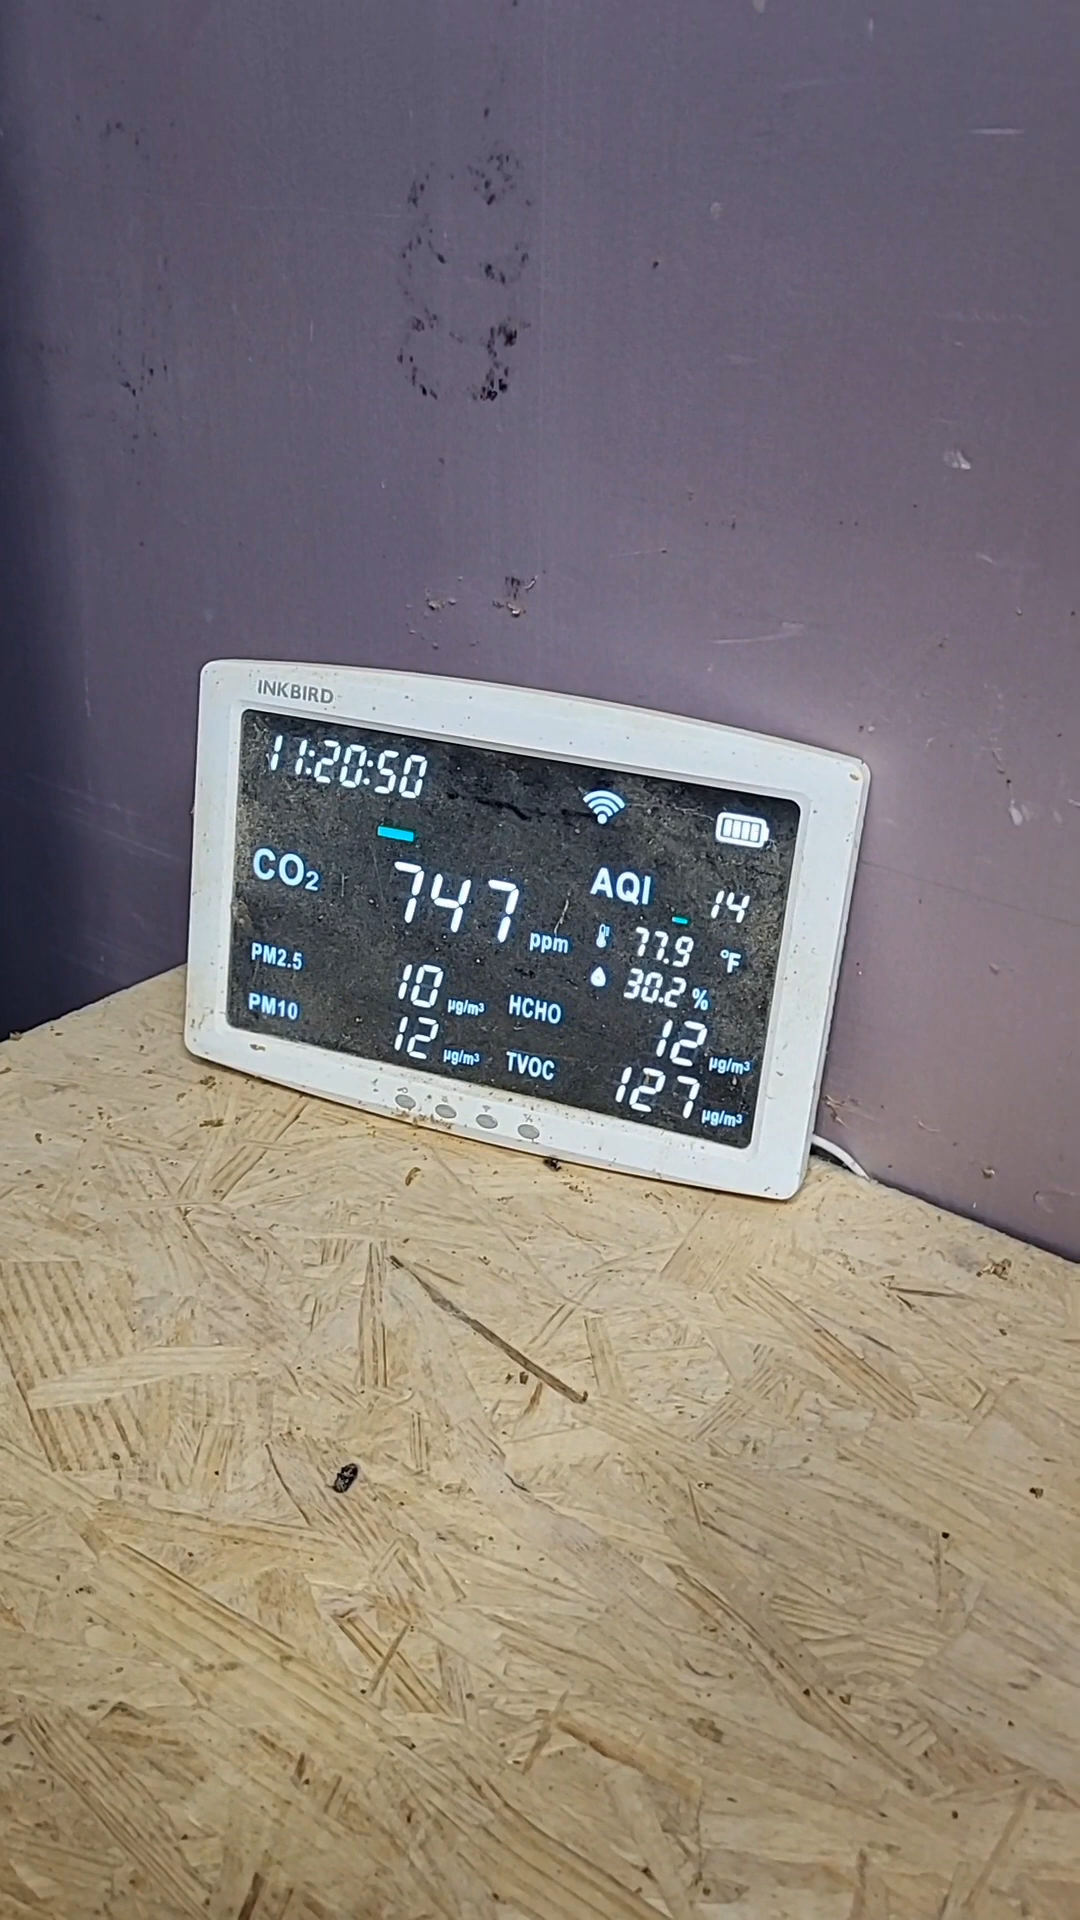 INKBIRD
11:20:50
CO₂ 747 ppm
AQI 14
77.9 °F
30.2 %
PM2.5 10 µg/m³
HCHO 12 µg/m³
PM10 12 µg/m³
TVOC 127 µg/m³